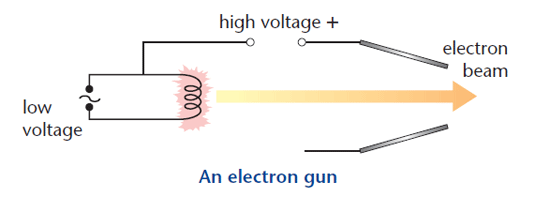 high voltage +
electron
beam
low
voltage
An electron gun